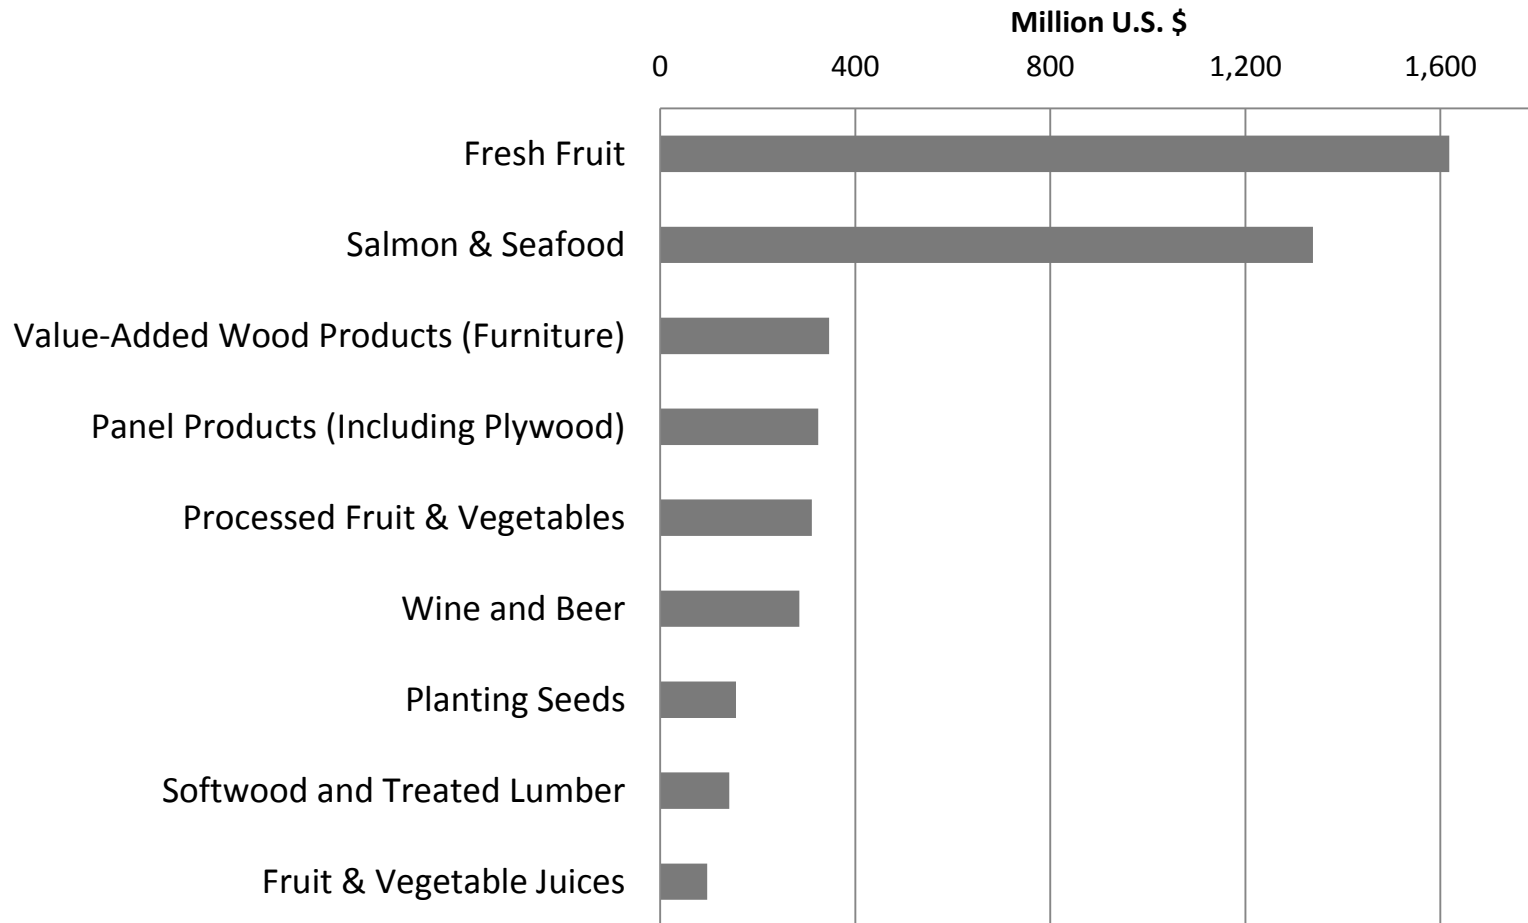 Million U.S. $
0 400 800 1,200 1,600
Fresh Fruit
Salmon & Seafood
Value-Added Wood Products (Furniture)
Panel Products (Including Plywood)
Processed Fruit & Vegetables
Wine and Beer
Planting Seeds
Softwood and Treated Lumber
Fruit & Vegetable Juices